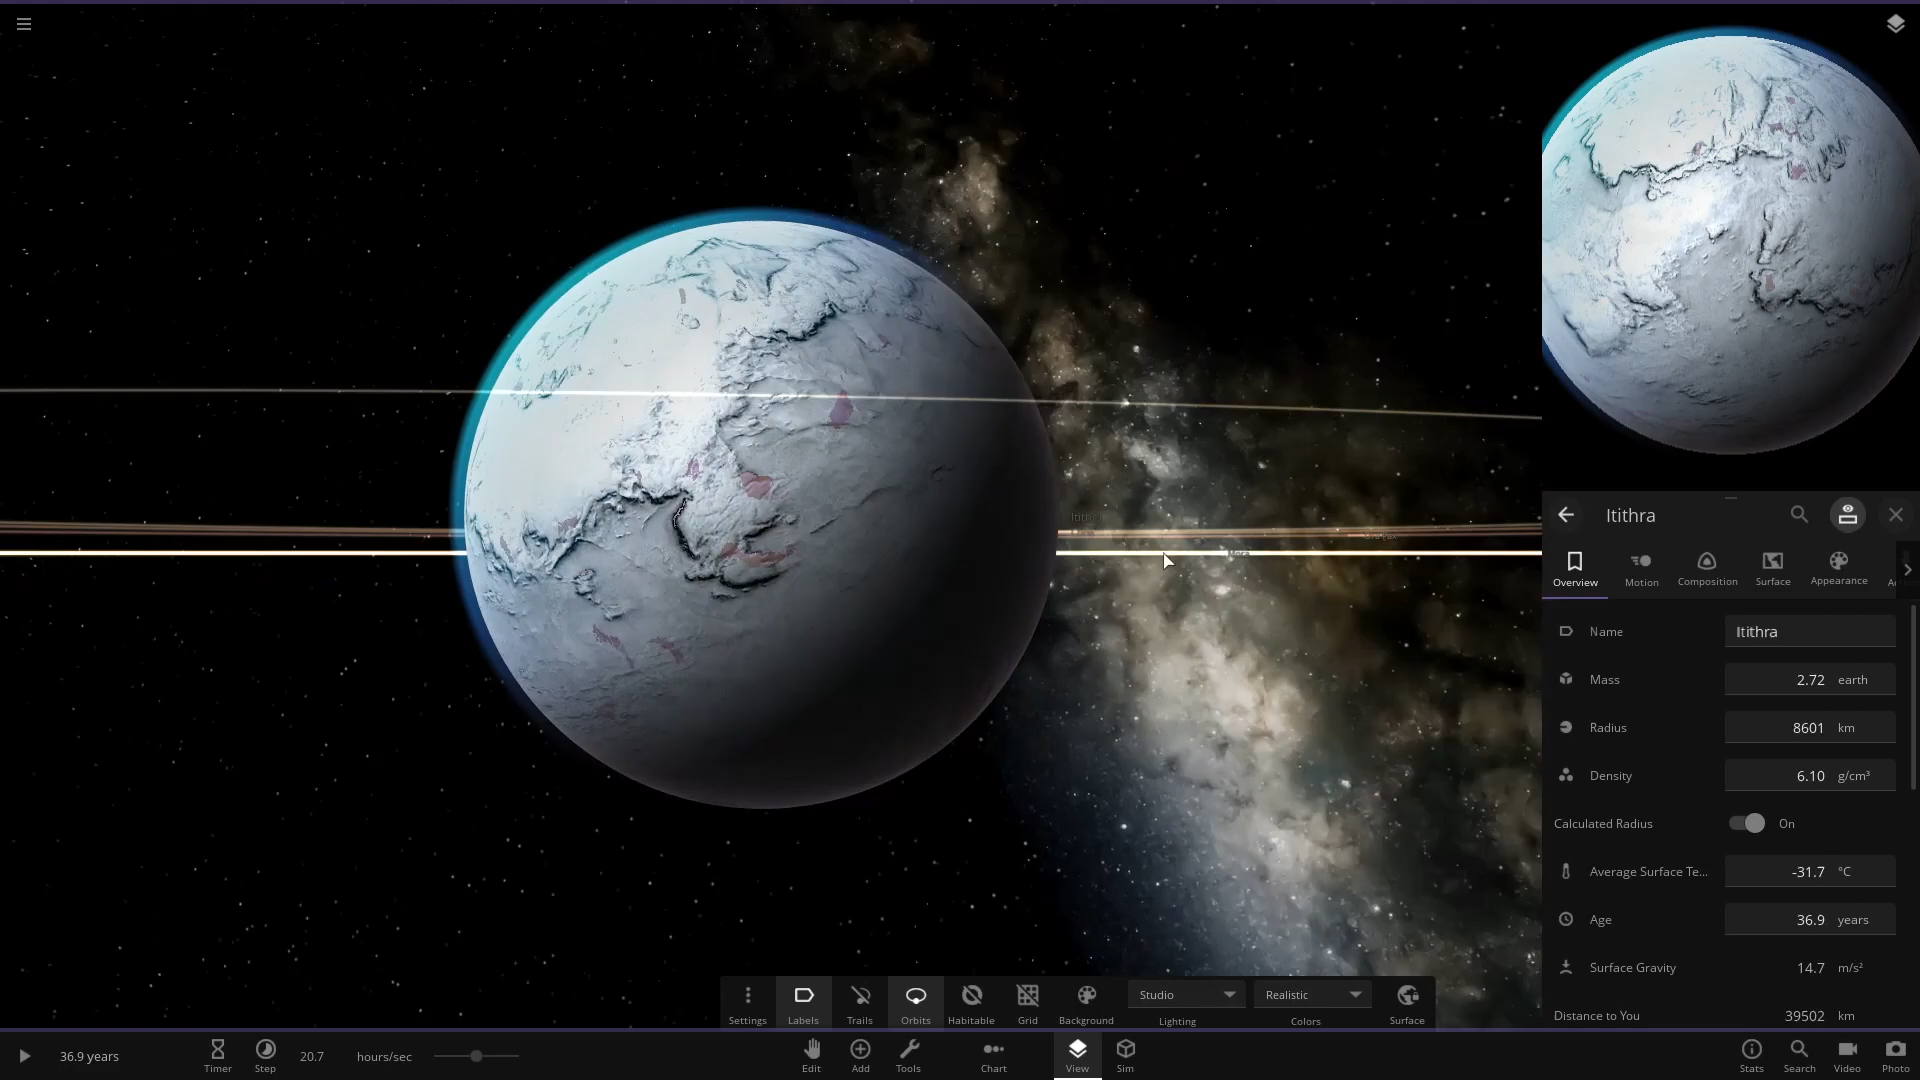 Itithra
Overview
Motion
Composition
Surface
Appearance
Name
Itithra
Mass
2.72 earth
Radius
8601 km
Density
6.10 g/cm³
Calculated Radius
On
Average Surface Te...
-31.7 °C
Age
36.9 years
Surface Gravity
14.7 m/s²
Distance to You
39502 km
Settings
Labels
Trails
Orbits
Habitable
Grid
Background
Studio
Lighting
Realistic
Colors
Surface
36.9 years
Timer
Step
20.7 hours/sec
Edit
Add
Tools
Chart
View
Sim
Stats
Search
Video
Photo